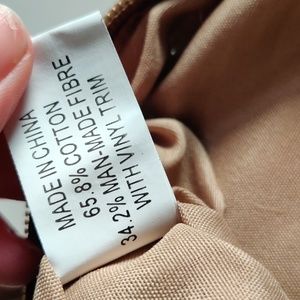 MADE IN CHINA
65.8% COTTON
34.2% MAN-MADE FIBRE
WITH VINYL TRIM